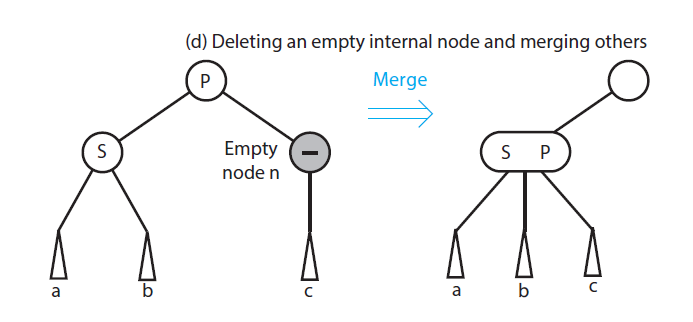 (d) Deleting an empty internal node and merging others
P
Merge
S
Empty
node n
–
S P
a
b
c
a
b
c